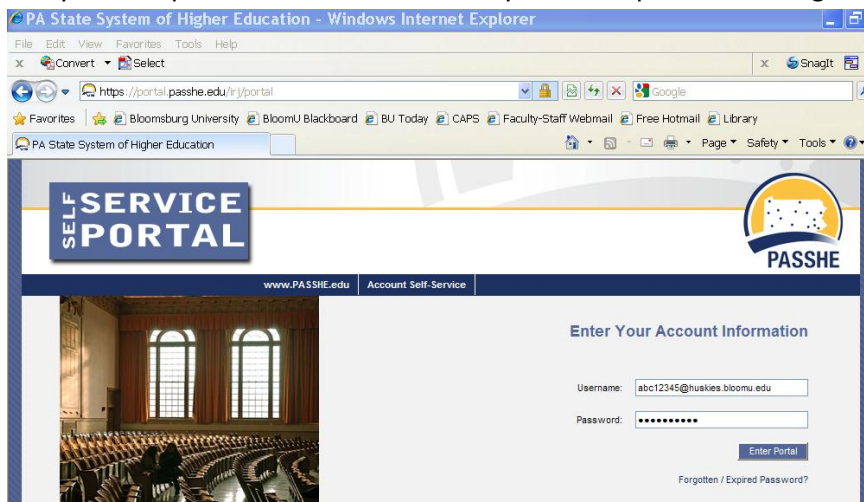 PA State System of Higher Education - Windows Internet Explorer
File Edit View Favorites Tools Help
x Convert Select x SnagIt
https://portal.passhe.edu/irj/portal Google
Favorites Bloomsburg University BloomU Blackboard BU Today CAPS Faculty-Staff Webmail Free Hotmail Library
PA State System of Higher Education Page Safety Tools
SELF SERVICE PORTAL
PASSHE
www.PASSHE.edu Account Self-Service
Enter Your Account Information
Username: abc12345@huskies.bloomu.edu
Password: ••••••••••
Enter Portal
Forgotten / Expired Password?